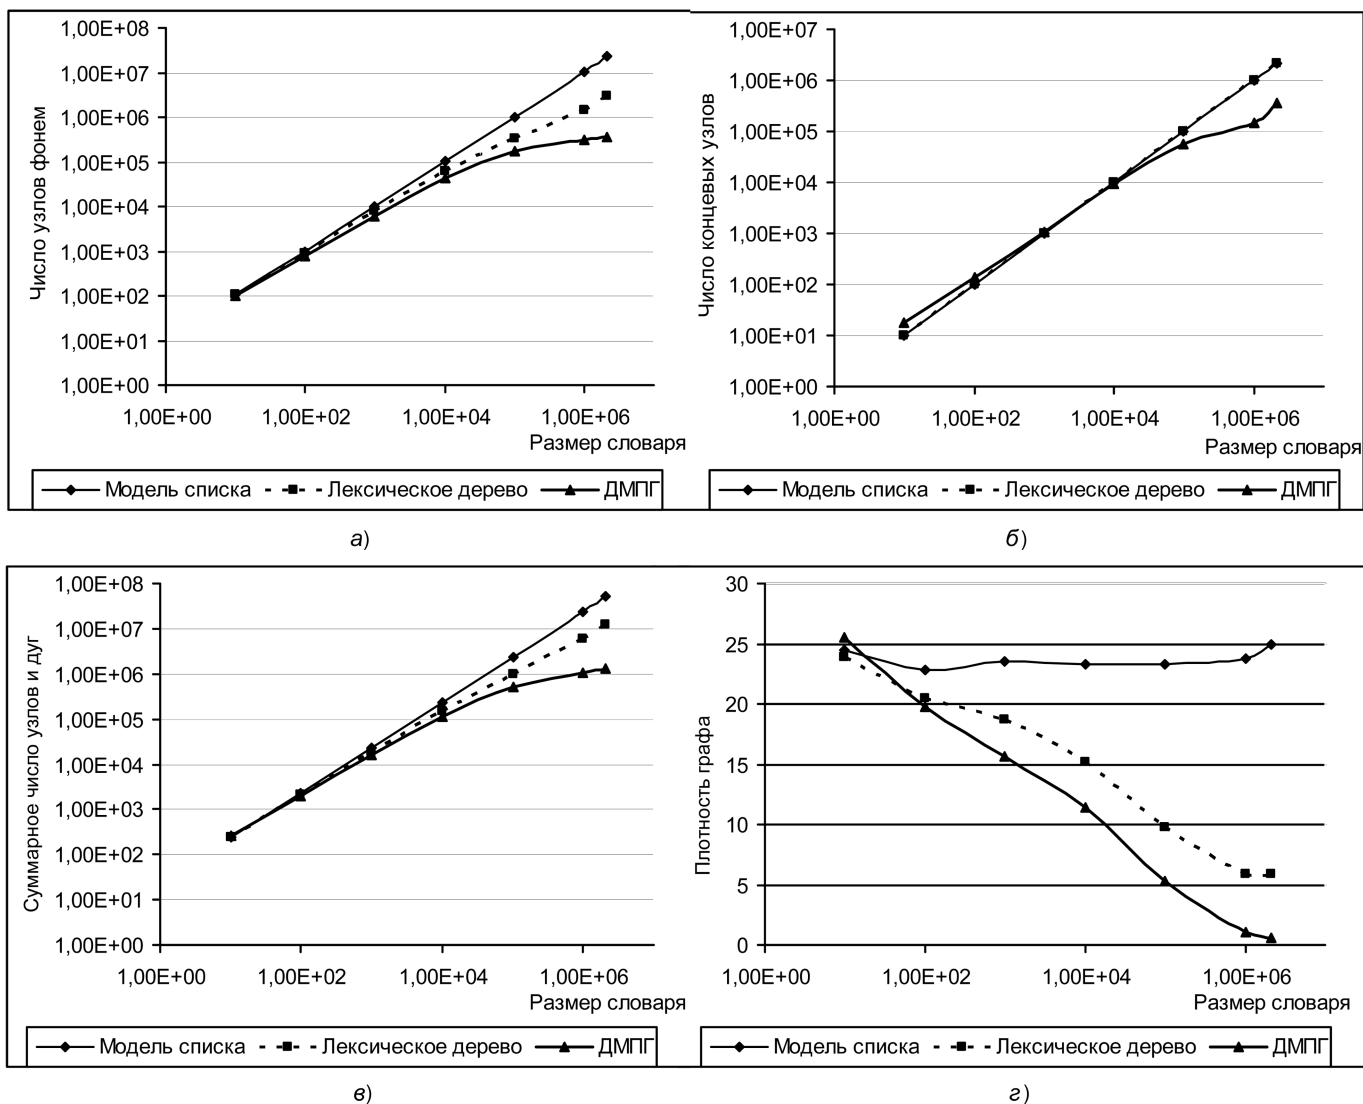 Число узлов фонем
1,00E+08
1,00E+07
1,00E+06
1,00E+05
1,00E+04
1,00E+03
1,00E+02
1,00E+01
1,00E+00
1,00E+00 1,00E+02 1,00E+04 1,00E+06
Размер словаря
Модель списка Лексическое дерево ДМПГ
а)
Число концевых узлов
1,00E+07
1,00E+06
1,00E+05
1,00E+04
1,00E+03
1,00E+02
1,00E+01
1,00E+00
1,00E+00 1,00E+02 1,00E+04 1,00E+06
Размер словаря
Модель списка Лексическое дерево ДМПГ
б)
Суммарное число узлов и дуг
1,00E+08
1,00E+07
1,00E+06
1,00E+05
1,00E+04
1,00E+03
1,00E+02
1,00E+01
1,00E+00
1,00E+00 1,00E+02 1,00E+04 1,00E+06
Размер словаря
Модель списка Лексическое дерево ДМПГ
в)
Плотность графа
30
25
20
15
10
5
0
1,00E+00 1,00E+02 1,00E+04 1,00E+06
Размер словаря
Модель списка Лексическое дерево ДМПГ
г)